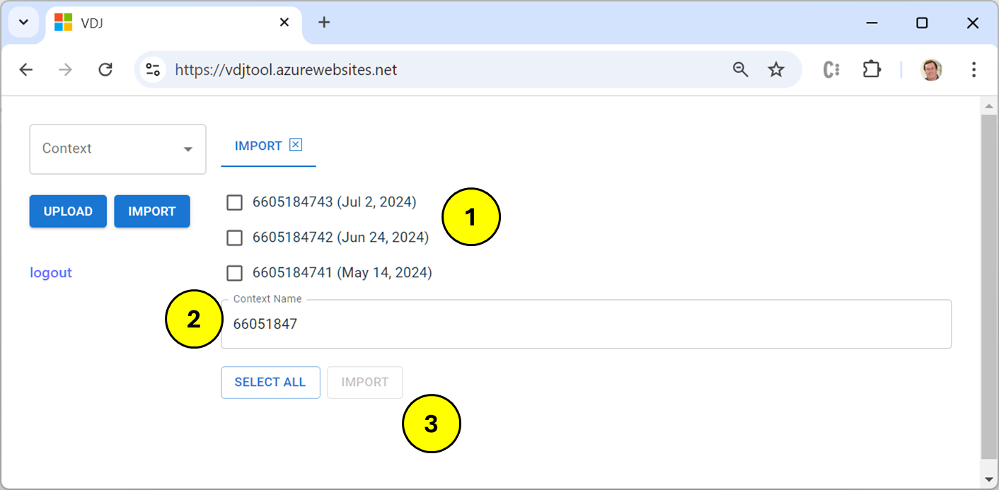 VDJ
https://vdjtool.azurewebsites.net
Context
IMPORT
UPLOAD
IMPORT
6605184743 (Jul 2, 2024)
1
6605184742 (Jun 24, 2024)
logout
6605184741 (May 14, 2024)
Context Name
2
66051847
SELECT ALL
IMPORT
3